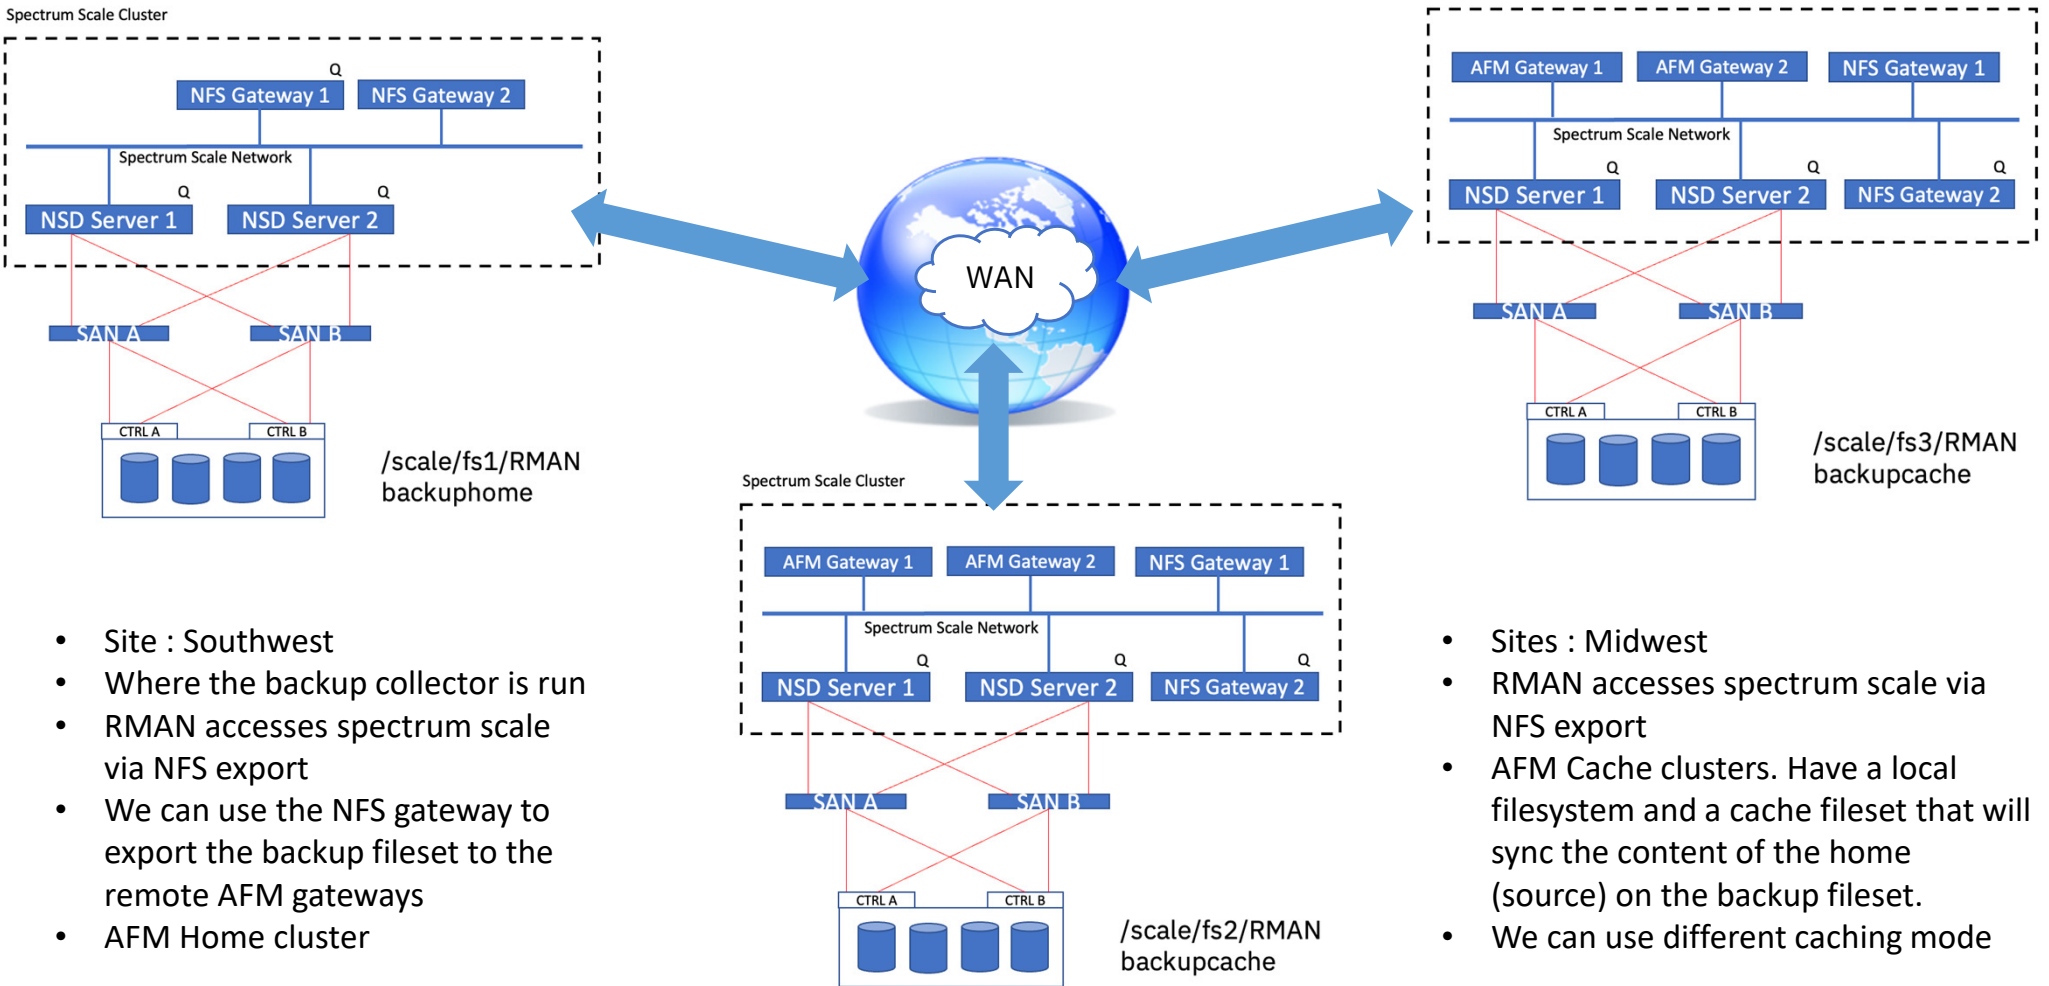 Spectrum Scale Cluster
Q
NFS Gateway 1
NFS Gateway 2
Spectrum Scale Network
Q
Q
NSD Server 1
NSD Server 2
SAN A
SAN B
CTRL A
CTRL B
/scale/fs1/RMAN
backuphome
WAN
AFM Gateway 1
AFM Gateway 2
NFS Gateway 1
Spectrum Scale Network
Q
Q
Q
NSD Server 1
NSD Server 2
NFS Gateway 2
SAN A
SAN B
CTRL A
CTRL B
/scale/fs3/RMAN
backupcache
Spectrum Scale Cluster
AFM Gateway 1
AFM Gateway 2
NFS Gateway 1
Spectrum Scale Network
Q
Q
Q
NSD Server 1
NSD Server 2
NFS Gateway 2
SAN A
SAN B
CTRL A
CTRL B
/scale/fs2/RMAN
backupcache
• Site : Southwest
• Where the backup collector is run
• RMAN accesses spectrum scale
via NFS export
• We can use the NFS gateway to
export the backup fileset to the
remote AFM gateways
• AFM Home cluster
• Sites : Midwest
• RMAN accesses spectrum scale via
NFS export
• AFM Cache clusters. Have a local
filesystem and a cache fileset that will
sync the content of the home
(source) on the backup fileset.
• We can use different caching mode